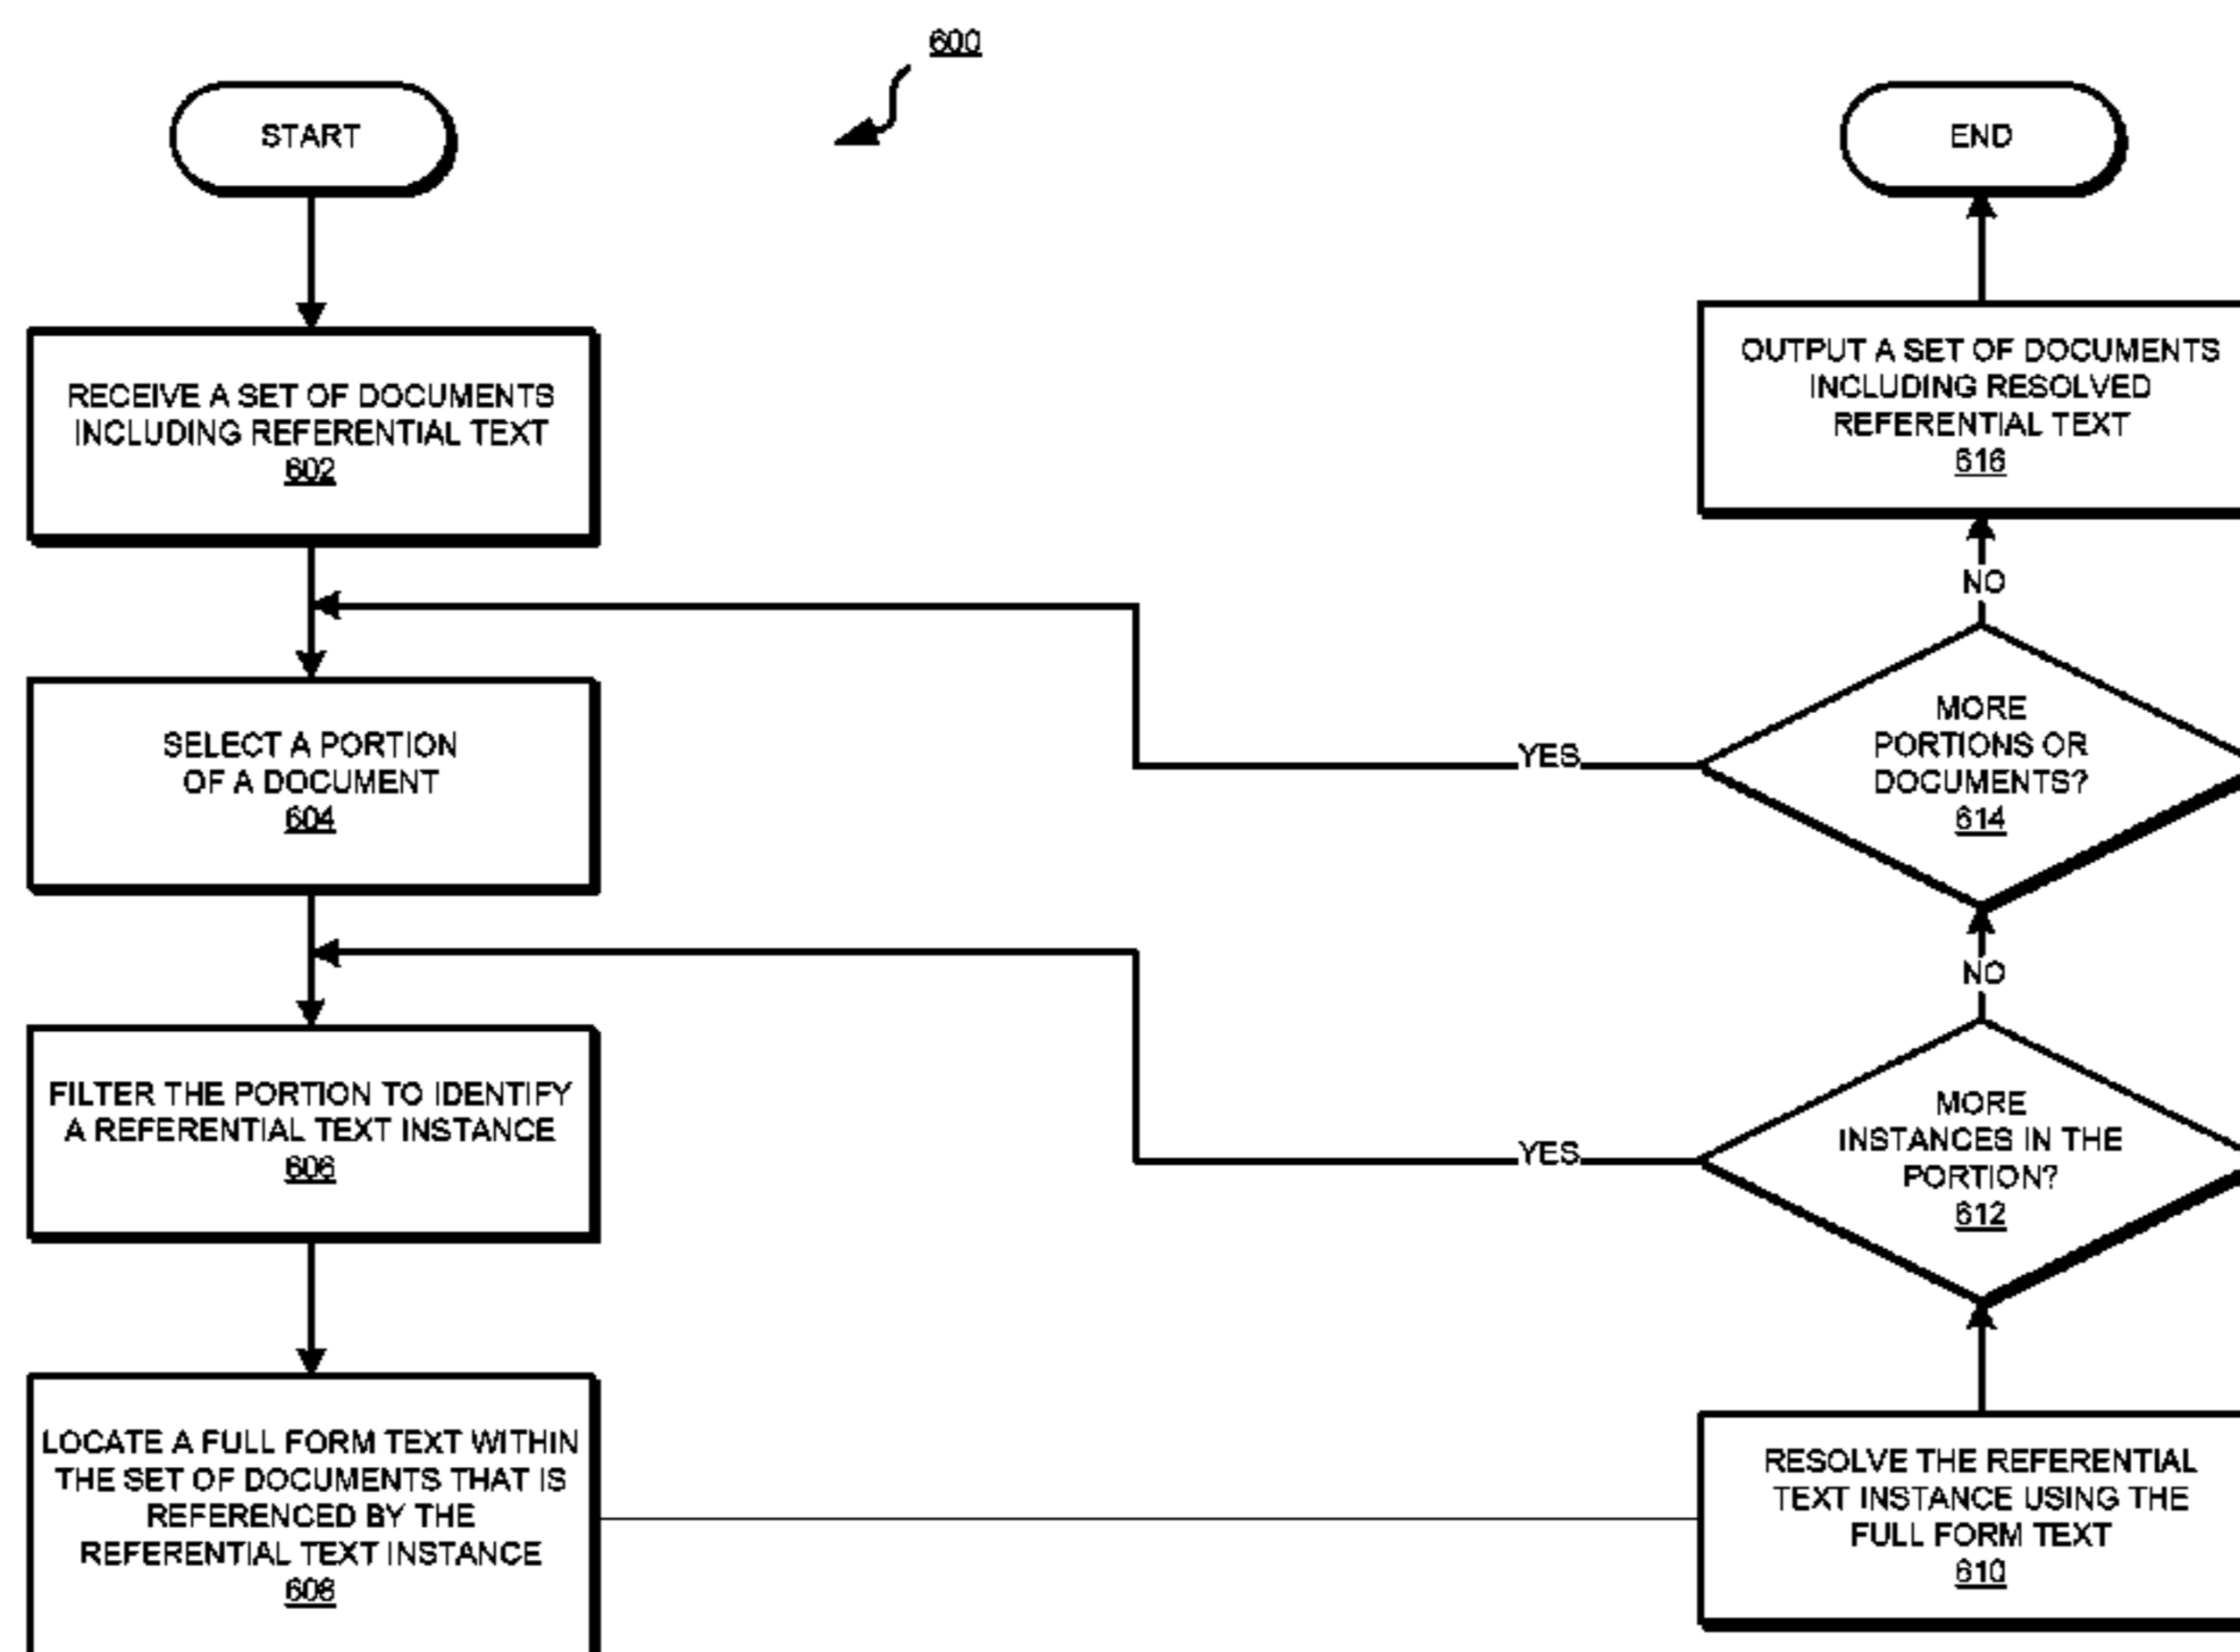 600
START
RECEIVE A SET OF DOCUMENTS
INCLUDING REFERENTIAL TEXT
602
SELECT A PORTION
OF A DOCUMENT
604
FILTER THE PORTION TO IDENTIFY
A REFERENTIAL TEXT INSTANCE
606
LOCATE A FULL FORM TEXT WITHIN
THE SET OF DOCUMENTS THAT IS
REFERENCED BY THE
REFERENTIAL TEXT INSTANCE
608
RESOLVE THE REFERENTIAL
TEXT INSTANCE USING THE
FULL FORM TEXT
610
MORE
INSTANCES IN THE
PORTION?
612
YES
NO
MORE
PORTIONS OR
DOCUMENTS?
614
YES
NO
OUTPUT A SET OF DOCUMENTS
INCLUDING RESOLVED
REFERENTIAL TEXT
616
END